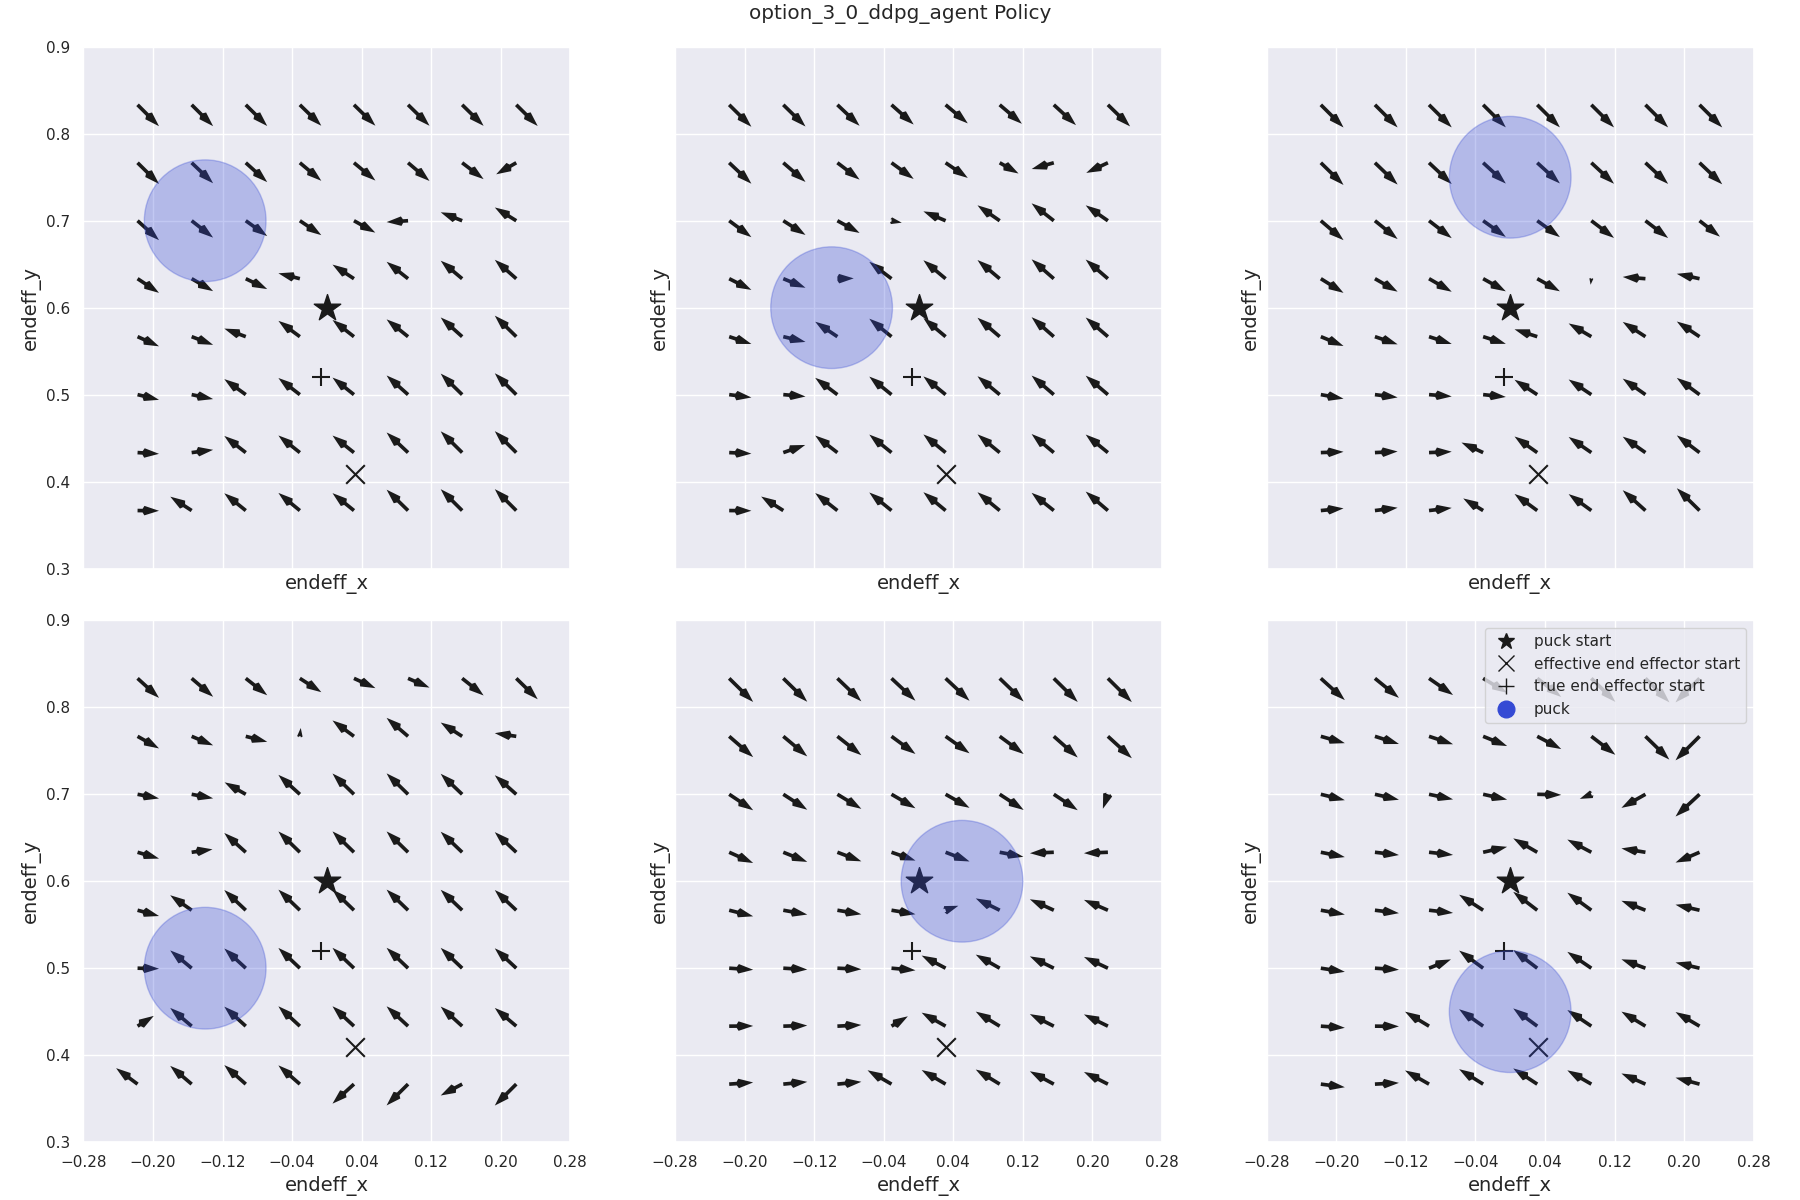 option_3_0_ddpg_agent Policy
0.9
0.8
0.7
0.6
0.5
0.4
0.3
endeff_y
endeff_x
endeff_y
endeff_x
endeff_y
endeff_x
0.9
0.8
0.7
0.6
0.5
0.4
0.3
endeff_y
−0.28 −0.20 −0.12 −0.04 0.04 0.12 0.20 0.28
endeff_x
endeff_y
−0.28 −0.20 −0.12 −0.04 0.04 0.12 0.20 0.28
endeff_x
puck start
effective end effector start
true end effector start
puck
endeff_y
−0.28 −0.20 −0.12 −0.04 0.04 0.12 0.20 0.28
endeff_x